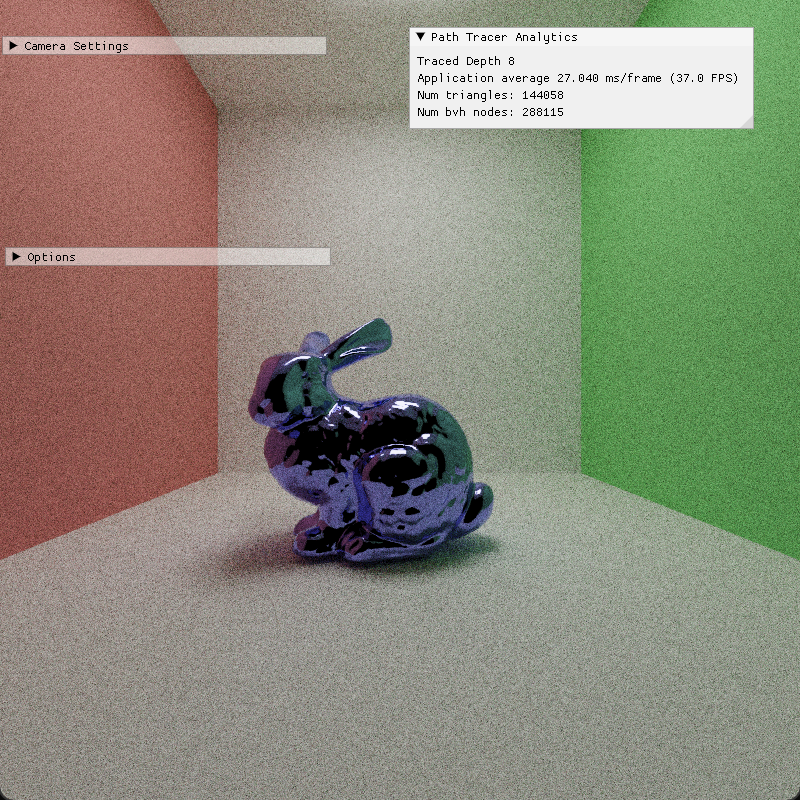 Camera Settings
Path Tracer Analytics
Traced Depth 8
Application average 27.040 ms/frame (37.0 FPS)
Num triangles: 144058
Num bvh nodes: 288115
Options